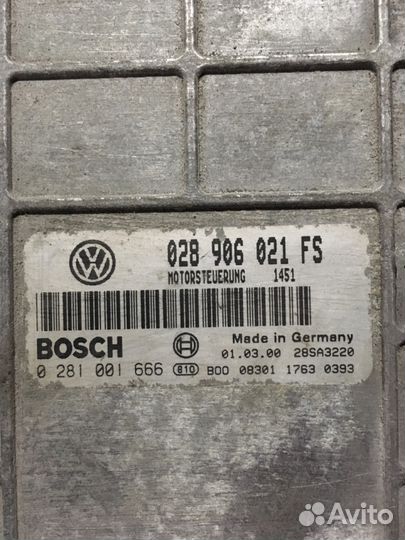 028 906 021 FS
MOTORSTEUERUNG 1451
BOSCH
Made in Germany
01.03.00 28SA3220
0 281 001 666 810 B00 08301 1763 0393
Avito